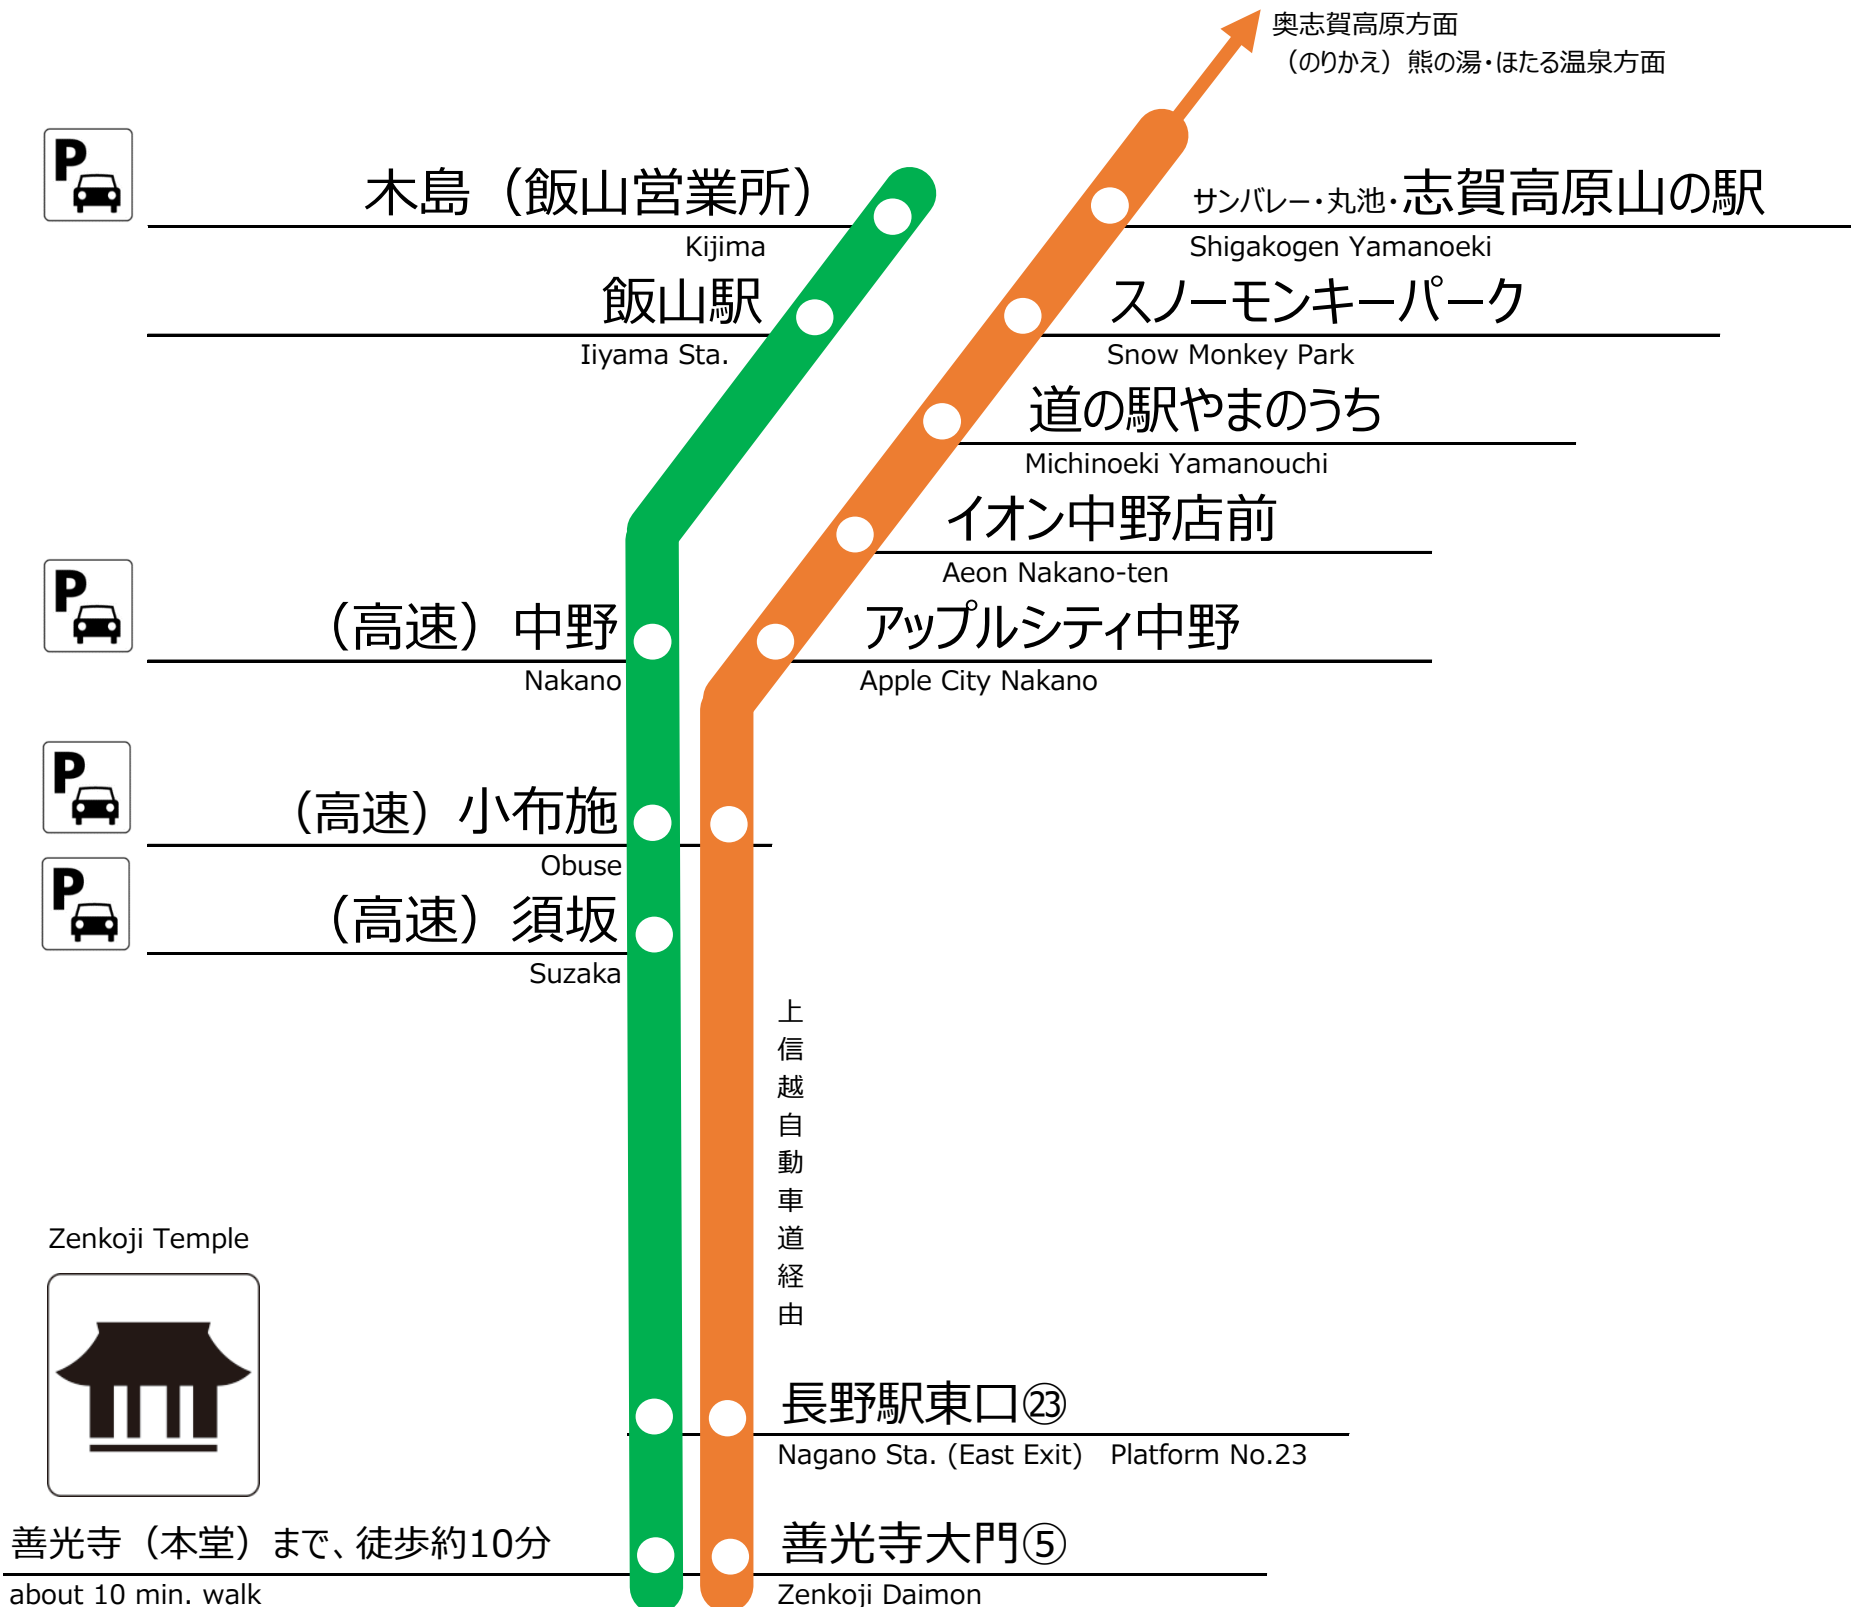 奥志賀高原方面
（のりかえ）熊の湯・ほたる温泉方面
P
木島（飯山営業所）
Kijima
サンバレー・丸池・志賀高原山の駅
Shigakogen Yamanoeki
飯山駅
Iiyama Sta.
スノーモンキーパーク
Snow Monkey Park
道の駅やまのうち
Michinoeki Yamanouchi
イオン中野店前
Aeon Nakano-ten
P
（高速）中野
Nakano
アップルシティ中野
Apple City Nakano
P
（高速）小布施
Obuse
P
（高速）須坂
Suzaka
上信越自動車道経由
Zenkoji Temple
長野駅東口㉓
Nagano Sta. (East Exit)　Platform No.23
善光寺（本堂）まで、徒歩約10分
about 10 min. walk
善光寺大門⑤
Zenkoji Daimon